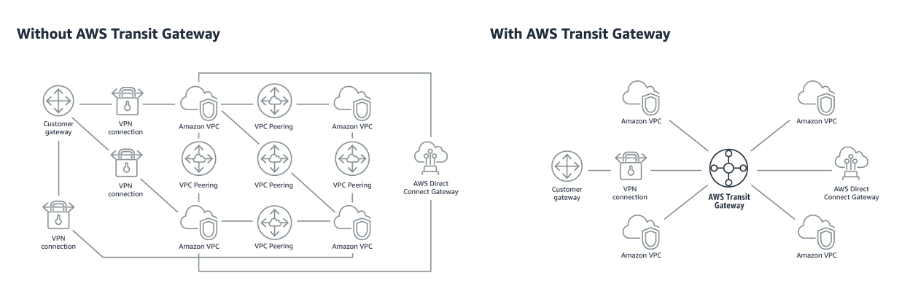 Without AWS Transit Gateway
With AWS Transit Gateway
Customer
gateway
VPN
connection
Amazon VPC
VPC Peering
Amazon VPC
VPN
connection
VPC Peering
VPC Peering
VPC Peering
AWS Direct
Connect Gateway
VPN
connection
Amazon VPC
VPC Peering
Amazon VPC
Amazon VPC
Amazon VPC
Customer
gateway
VPN
connection
AWS Transit
Gateway
AWS Direct
Connect Gateway
Amazon VPC
Amazon VPC